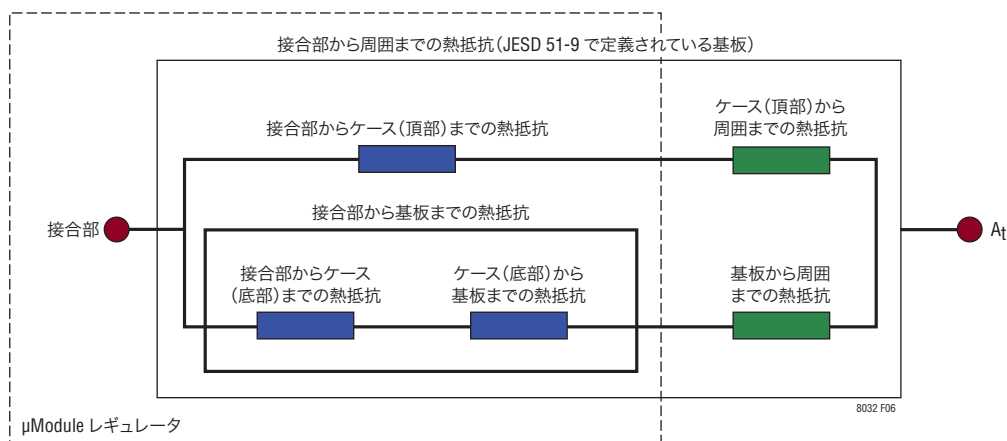 接合部から周囲までの熱抵抗(JESD 51-9 で定義されている基板)
接合部からケース(頂部)までの熱抵抗
ケース(頂部)から
周囲までの熱抵抗
接合部
接合部から基板までの熱抵抗
At
接合部からケース
(底部)までの熱抵抗
ケース(底部)から
基板までの熱抵抗
基板から周囲
までの熱抵抗
8032 F06
µModule レギュレータ